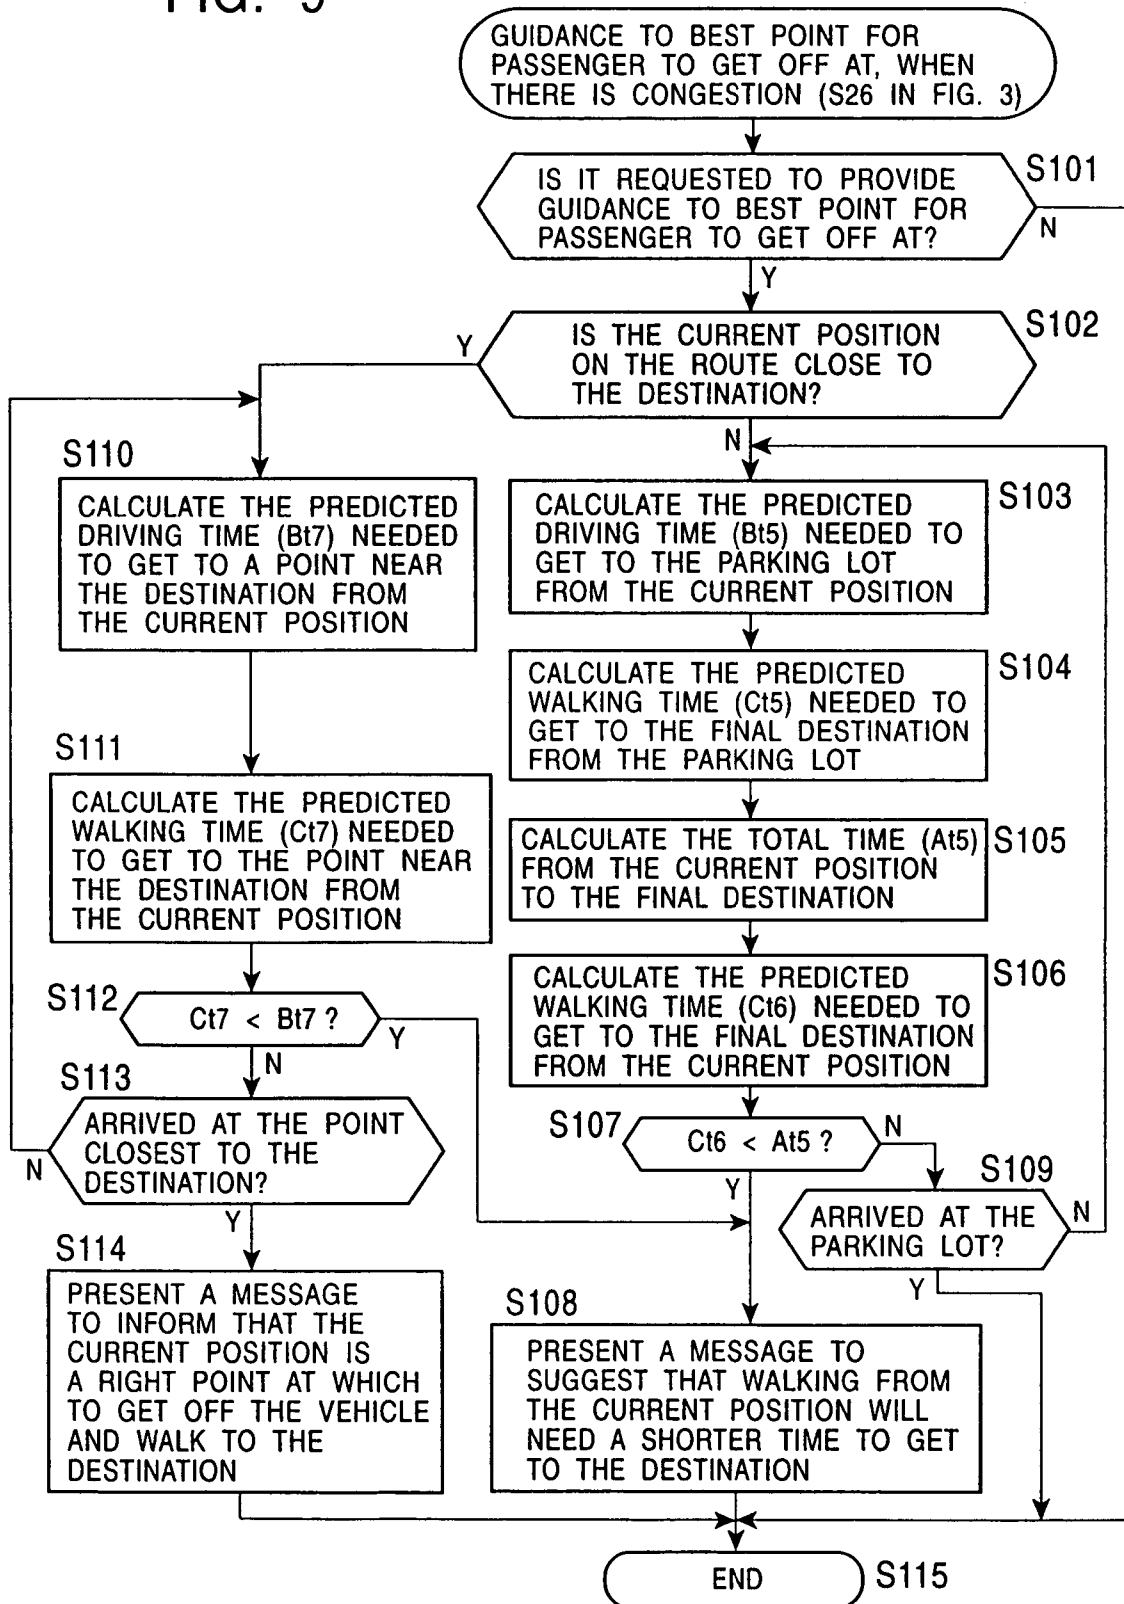 FIG. 9
GUIDANCE TO BEST POINT FOR
PASSENGER TO GET OFF AT, WHEN
THERE IS CONGESTION (S26 IN FIG. 3)
S101
IS IT REQUESTED TO PROVIDE
GUIDANCE TO BEST POINT FOR
PASSENGER TO GET OFF AT?
N
Y
S102
IS THE CURRENT POSITION
ON THE ROUTE CLOSE TO
THE DESTINATION?
Y
N
S103
CALCULATE THE PREDICTED
DRIVING TIME (Bt5) NEEDED TO
GET TO THE PARKING LOT
FROM THE CURRENT POSITION
S104
CALCULATE THE PREDICTED
WALKING TIME (Ct5) NEEDED TO
GET TO THE FINAL DESTINATION
FROM THE PARKING LOT
S105
CALCULATE THE TOTAL TIME (At5)
FROM THE CURRENT POSITION
TO THE FINAL DESTINATION
S106
CALCULATE THE PREDICTED
WALKING TIME (Ct6) NEEDED TO
GET TO THE FINAL DESTINATION
FROM THE CURRENT POSITION
S107
Ct6 < At5 ?
N
Y
S109
ARRIVED AT THE
PARKING LOT?
N
Y
S108
PRESENT A MESSAGE TO
SUGGEST THAT WALKING FROM
THE CURRENT POSITION WILL
NEED A SHORTER TIME TO GET
TO THE DESTINATION
S110
CALCULATE THE PREDICTED
DRIVING TIME (Bt7) NEEDED
TO GET TO A POINT NEAR
THE DESTINATION FROM
THE CURRENT POSITION
S111
CALCULATE THE PREDICTED
WALKING TIME (Ct7) NEEDED
TO GET TO THE POINT NEAR
THE DESTINATION FROM
THE CURRENT POSITION
S112
Ct7 < Bt7 ?
Y
N
S113
ARRIVED AT THE POINT
CLOSEST TO THE
DESTINATION?
N
Y
S114
PRESENT A MESSAGE
TO INFORM THAT THE
CURRENT POSITION IS
A RIGHT POINT AT WHICH
TO GET OFF THE VEHICLE
AND WALK TO THE
DESTINATION
END
S115